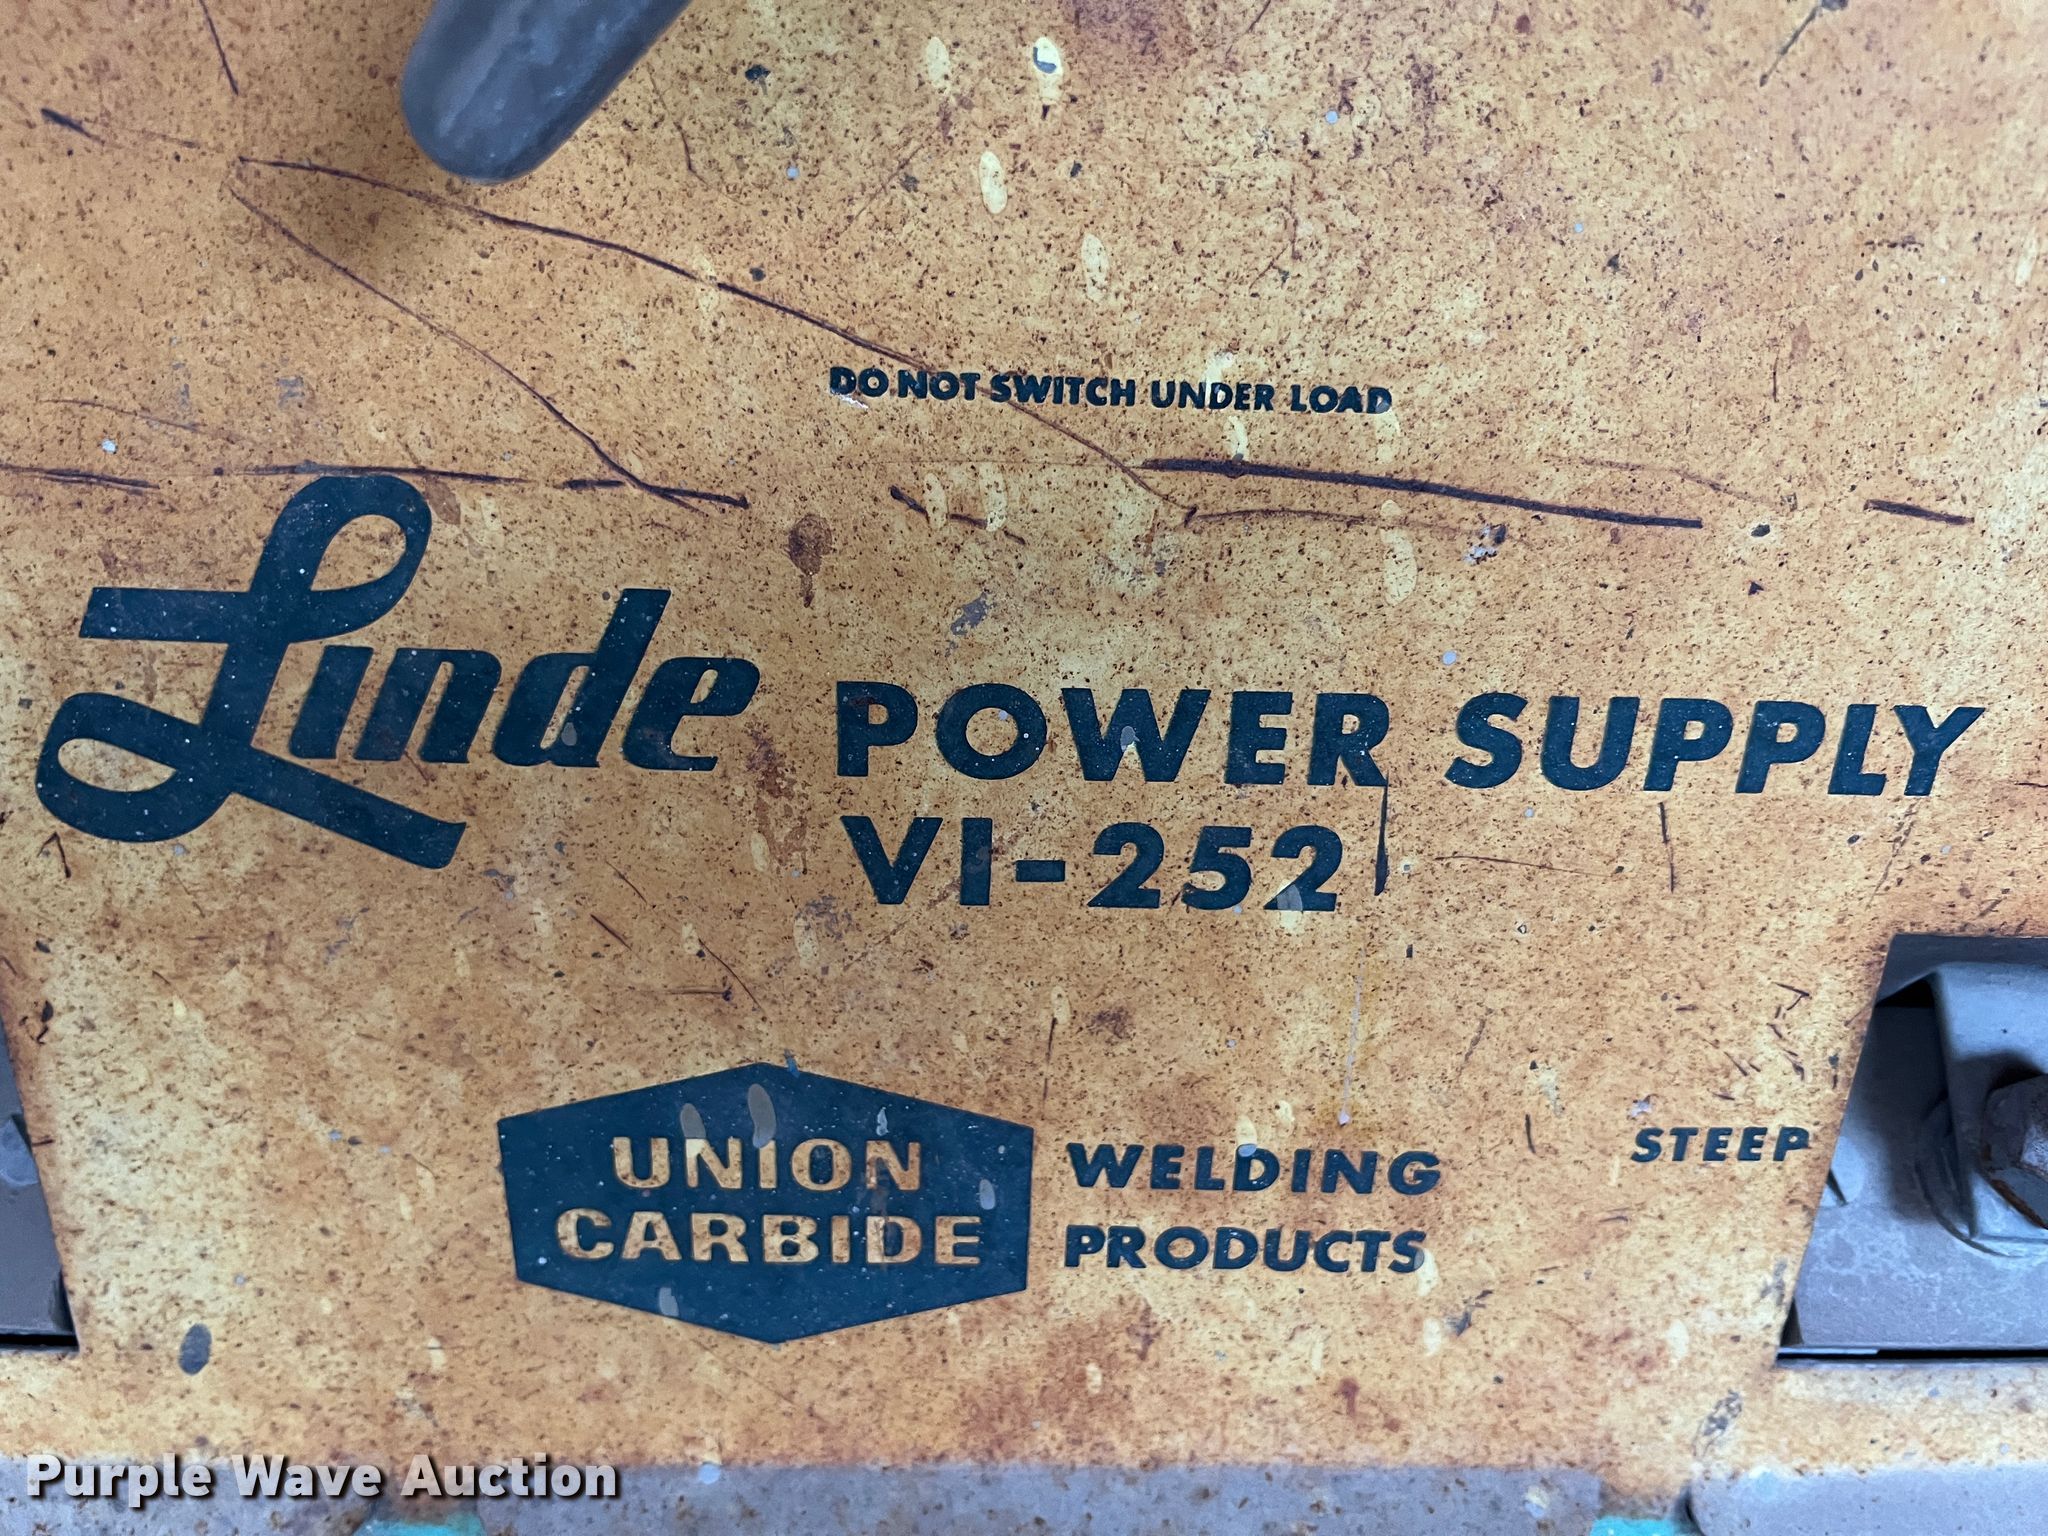 DO NOT SWITCH UNDER LOAD
Linde POWER SUPPLY
VI-252
UNION
CARBIDE
WELDING
PRODUCTS
STEEP
Purple Wave Auction